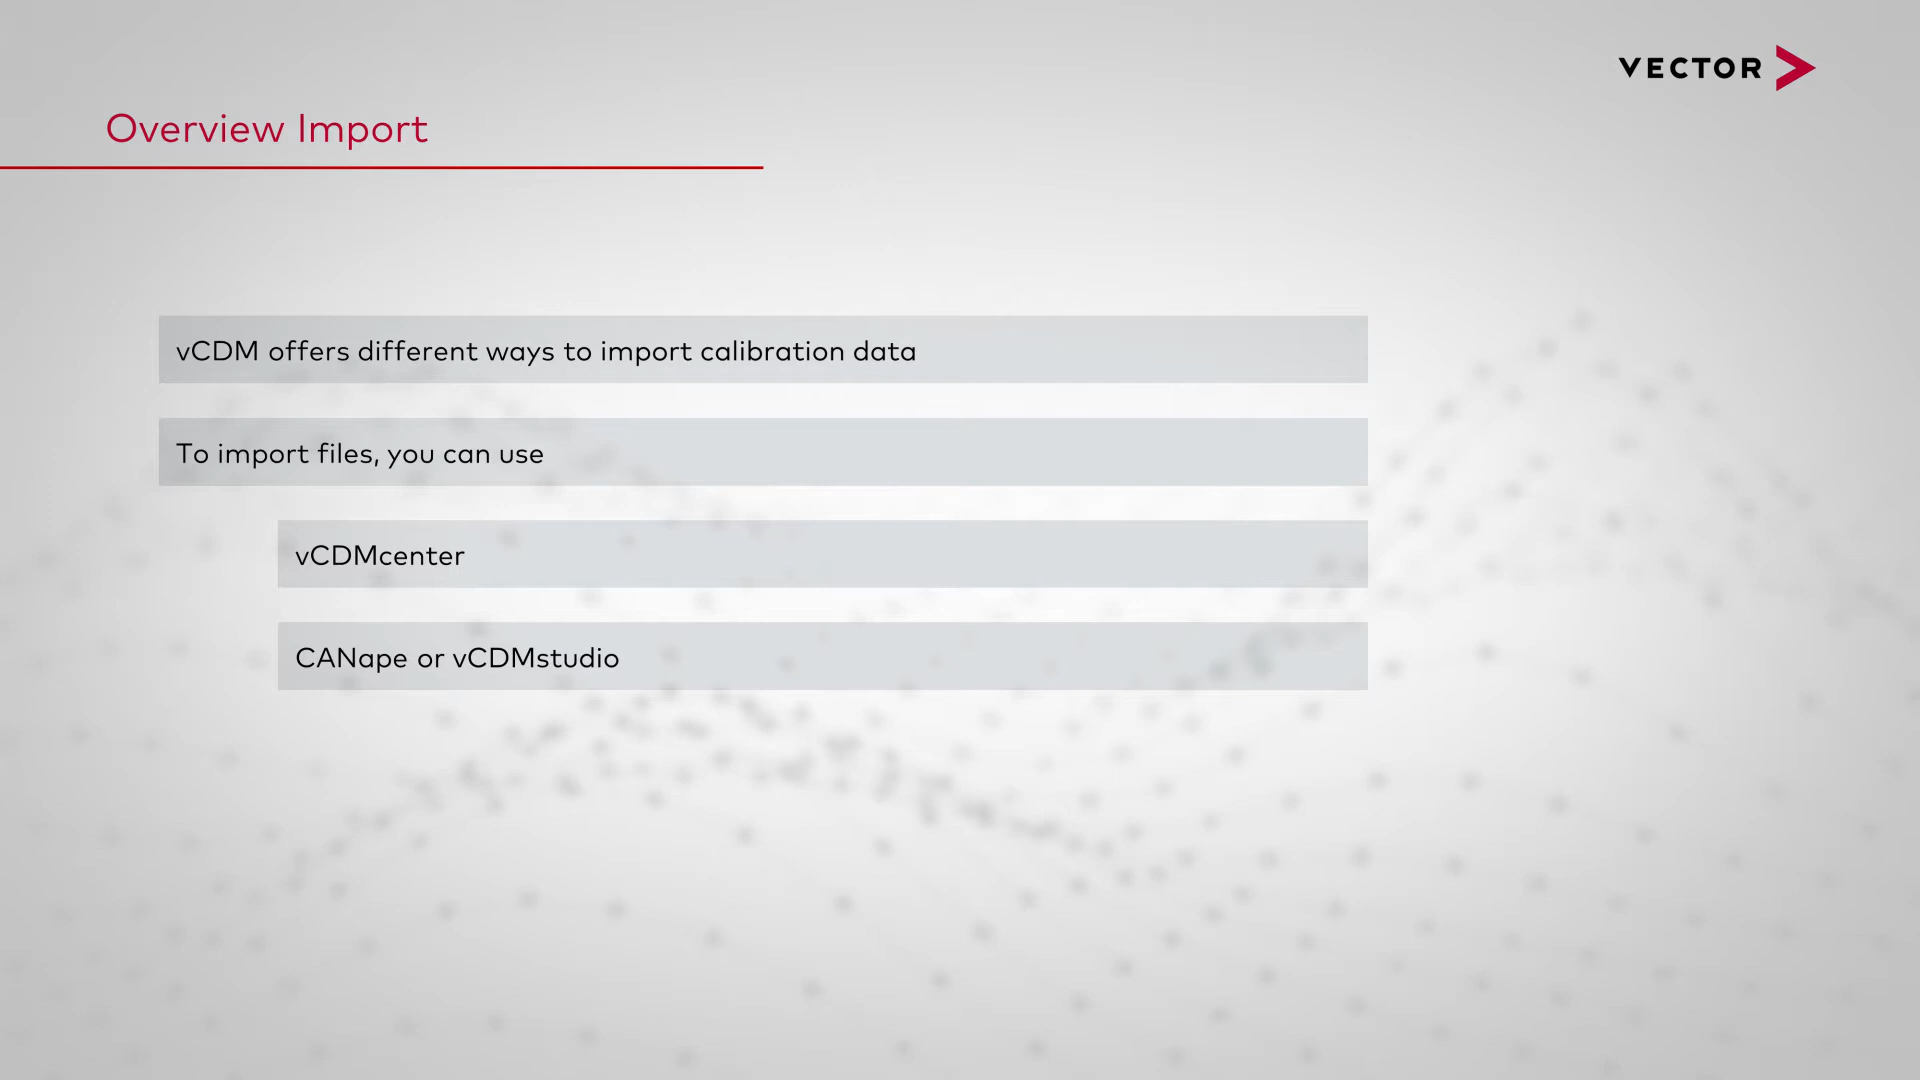 VECTOR
Overview Import
vCDM offers different ways to import calibration data
To import files, you can use
vCDMcenter
CANape or vCDMstudio